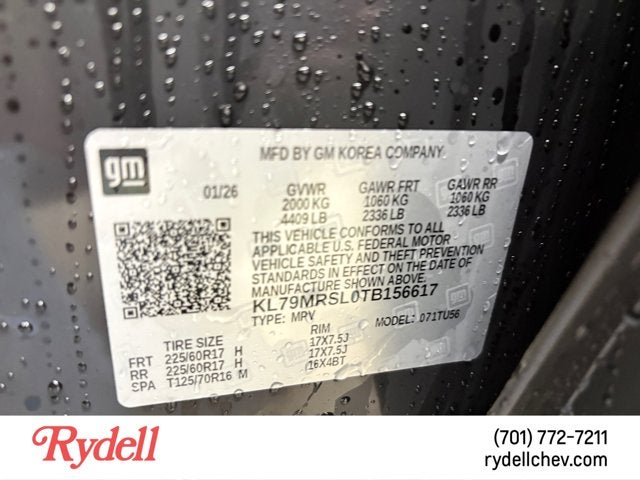 gm
MFD BY GM KOREA COMPANY
01/26
GVWR GAWR FRT GAWR RR
2000 KG 1060 KG 1060 KG
4409 LB 2336 LB 2336 LB
THIS VEHICLE CONFORMS TO ALL
APPLICABLE U.S. FEDERAL MOTOR
VEHICLE SAFETY AND THEFT PREVENTION
STANDARDS IN EFFECT ON THE DATE OF
MANUFACTURE SHOWN ABOVE.
KL79MRSL0TB156617
TYPE: MPV MODEL: 071TU56
TIRE SIZE RIM
FRT 225/60R17 H 17X7.5J
RR 225/60R17 H 17X7.5J
SPA T125/70R16 M 16X4BT
Rydell
(701) 772-7211
rydellchev.com